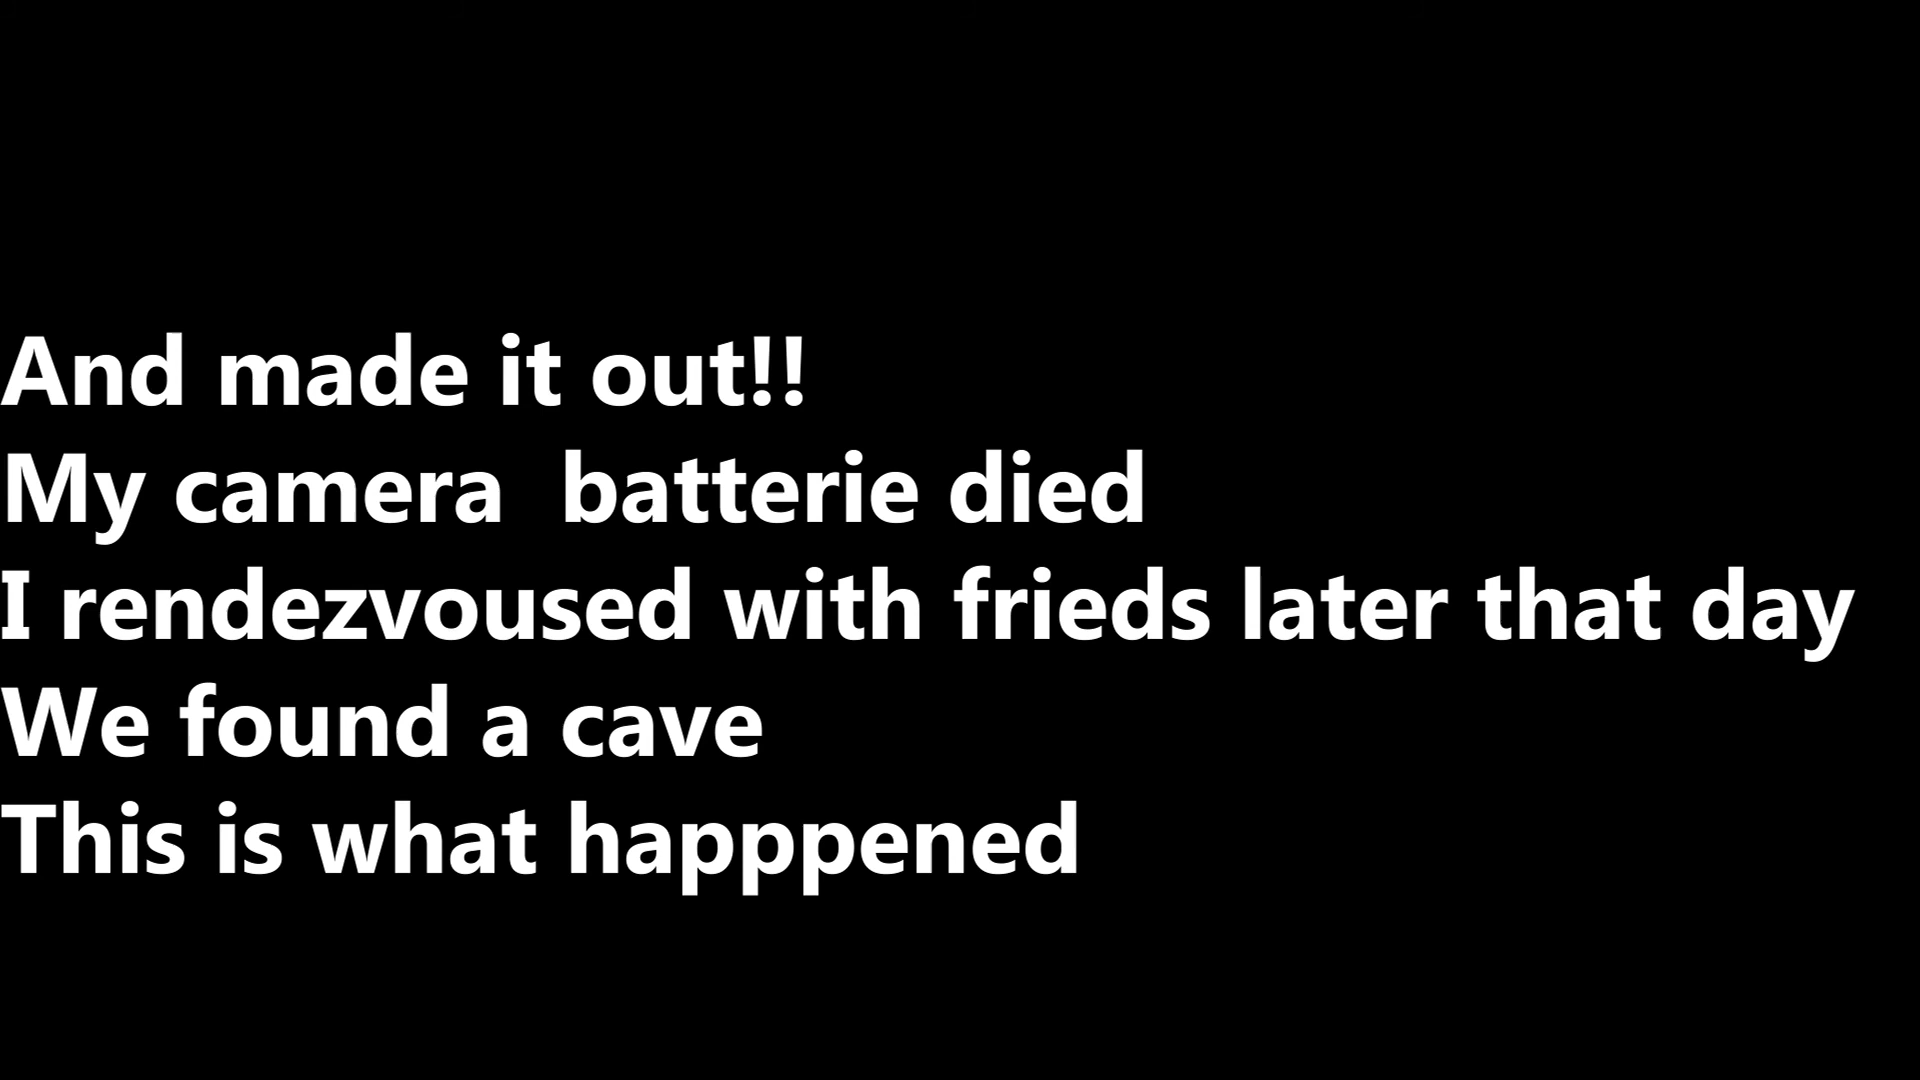 And made it out!!
My camera  batterie died
I rendezvoused with frieds later that day
We found a cave
This is what happpened